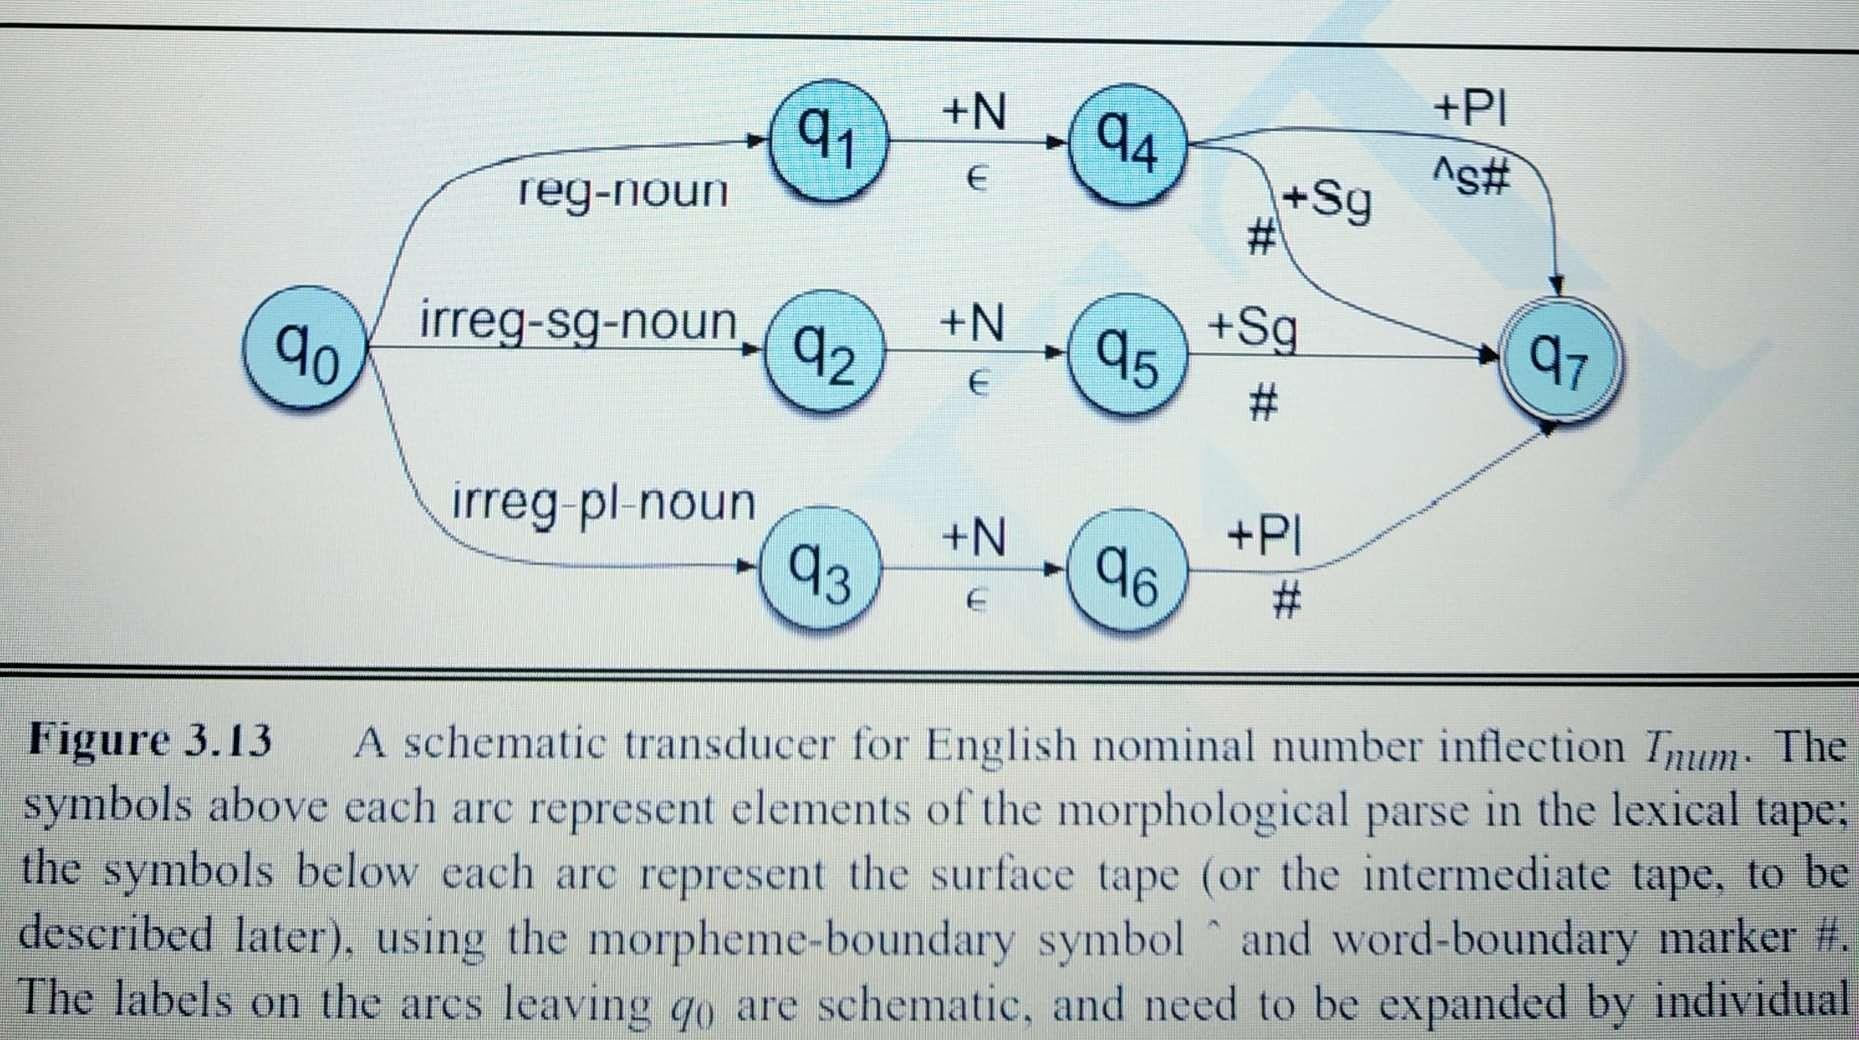 +N
+Pl
q1
q4
reg-noun
ϵ
+Sg
^s#
#
irreg-sg-noun
+N
+Sg
q0
q2
q5
q7
ϵ
#
irreg-pl-noun
+N
+Pl
q3
q6
ϵ
#
Figure 3.13 A schematic transducer for English nominal number inflection Tnum. The
symbols above each arc represent elements of the morphological parse in the lexical tape;
the symbols below each arc represent the surface tape (or the intermediate tape, to be
described later), using the morpheme-boundary symbol ^ and word-boundary marker #.
The labels on the arcs leaving q0 are schematic, and need to be expanded by individual